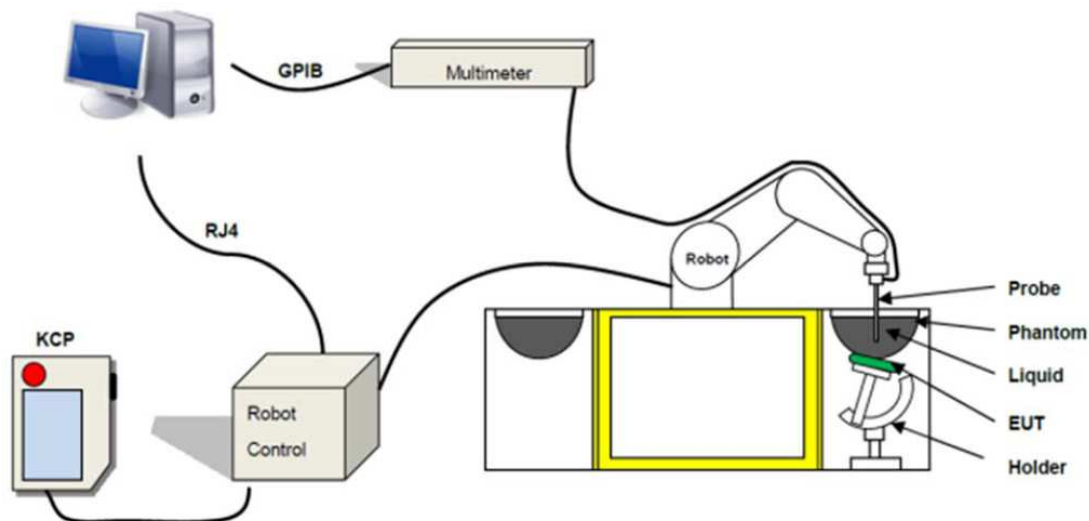 GPIB
Multimeter
RJ4
Robot
Probe
Phantom
Liquid
EUT
Holder
KCP
Robot
Control